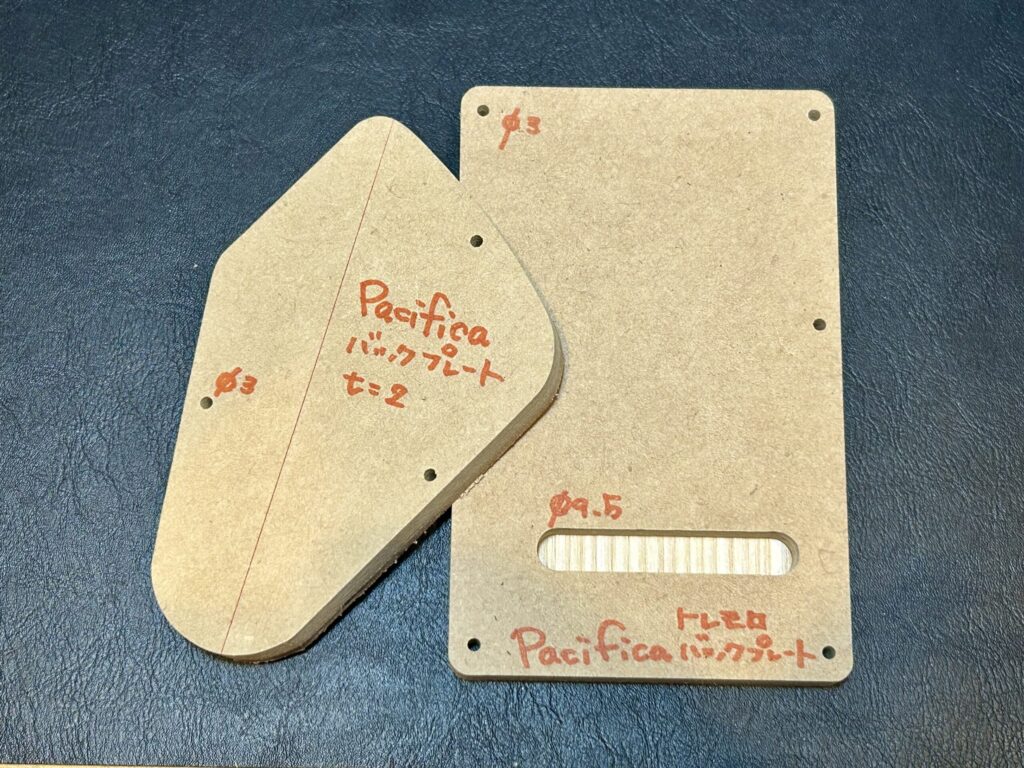 Pacifica
バックプレート
t=2
φ3
φ3
φ9.5
トレモロ
Pacifica バックプレート